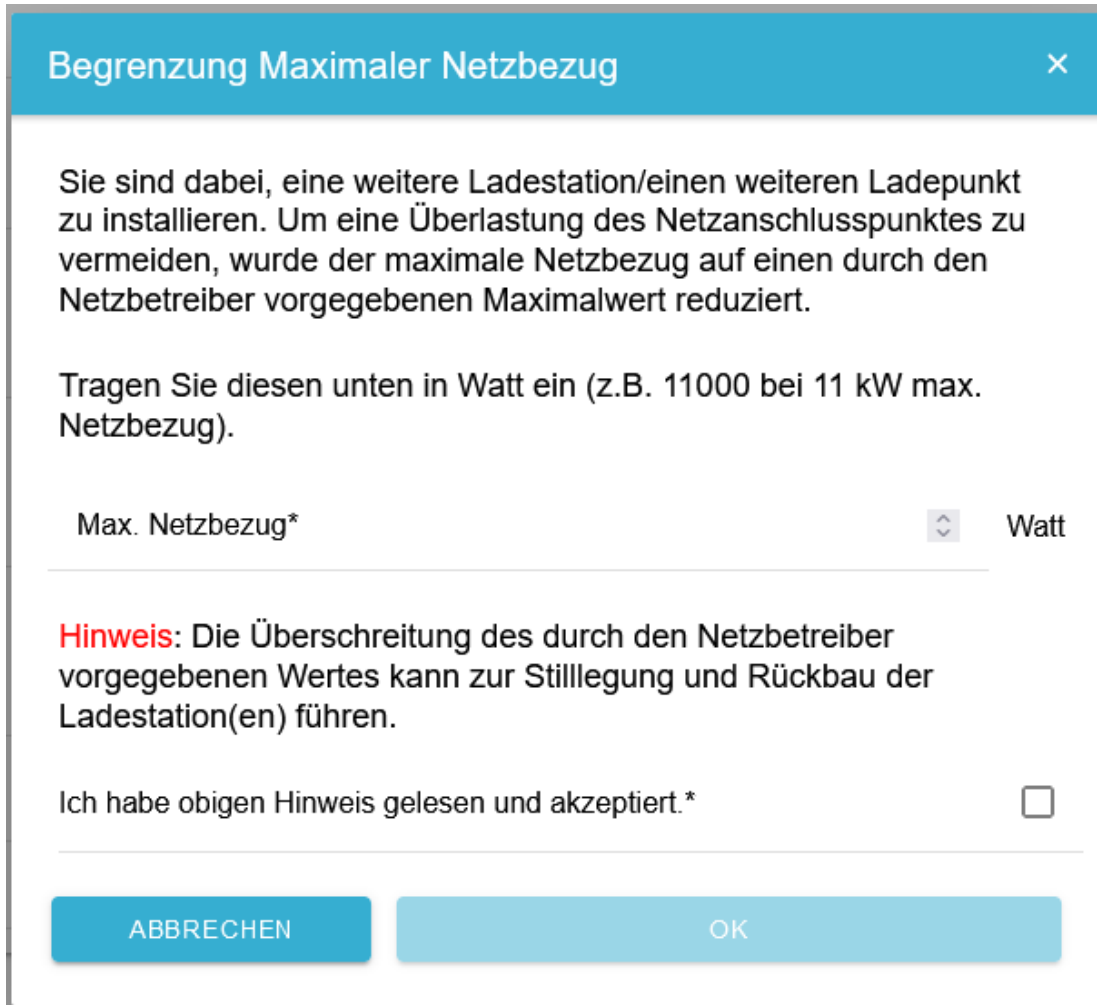 Begrenzung Maximaler Netzbezug ×
Sie sind dabei, eine weitere Ladestation/einen weiteren Ladepunkt
zu installieren. Um eine Überlastung des Netzanschlusspunktes zu
vermeiden, wurde der maximale Netzbezug auf einen durch den
Netzbetreiber vorgegebenen Maximalwert reduziert.
Tragen Sie diesen unten in Watt ein (z.B. 11000 bei 11 kW max.
Netzbezug).
Max. Netzbezug* Watt
Hinweis: Die Überschreitung des durch den Netzbetreiber
vorgegebenen Wertes kann zur Stilllegung und Rückbau der
Ladestation(en) führen.
Ich habe obigen Hinweis gelesen und akzeptiert.*
ABBRECHEN OK